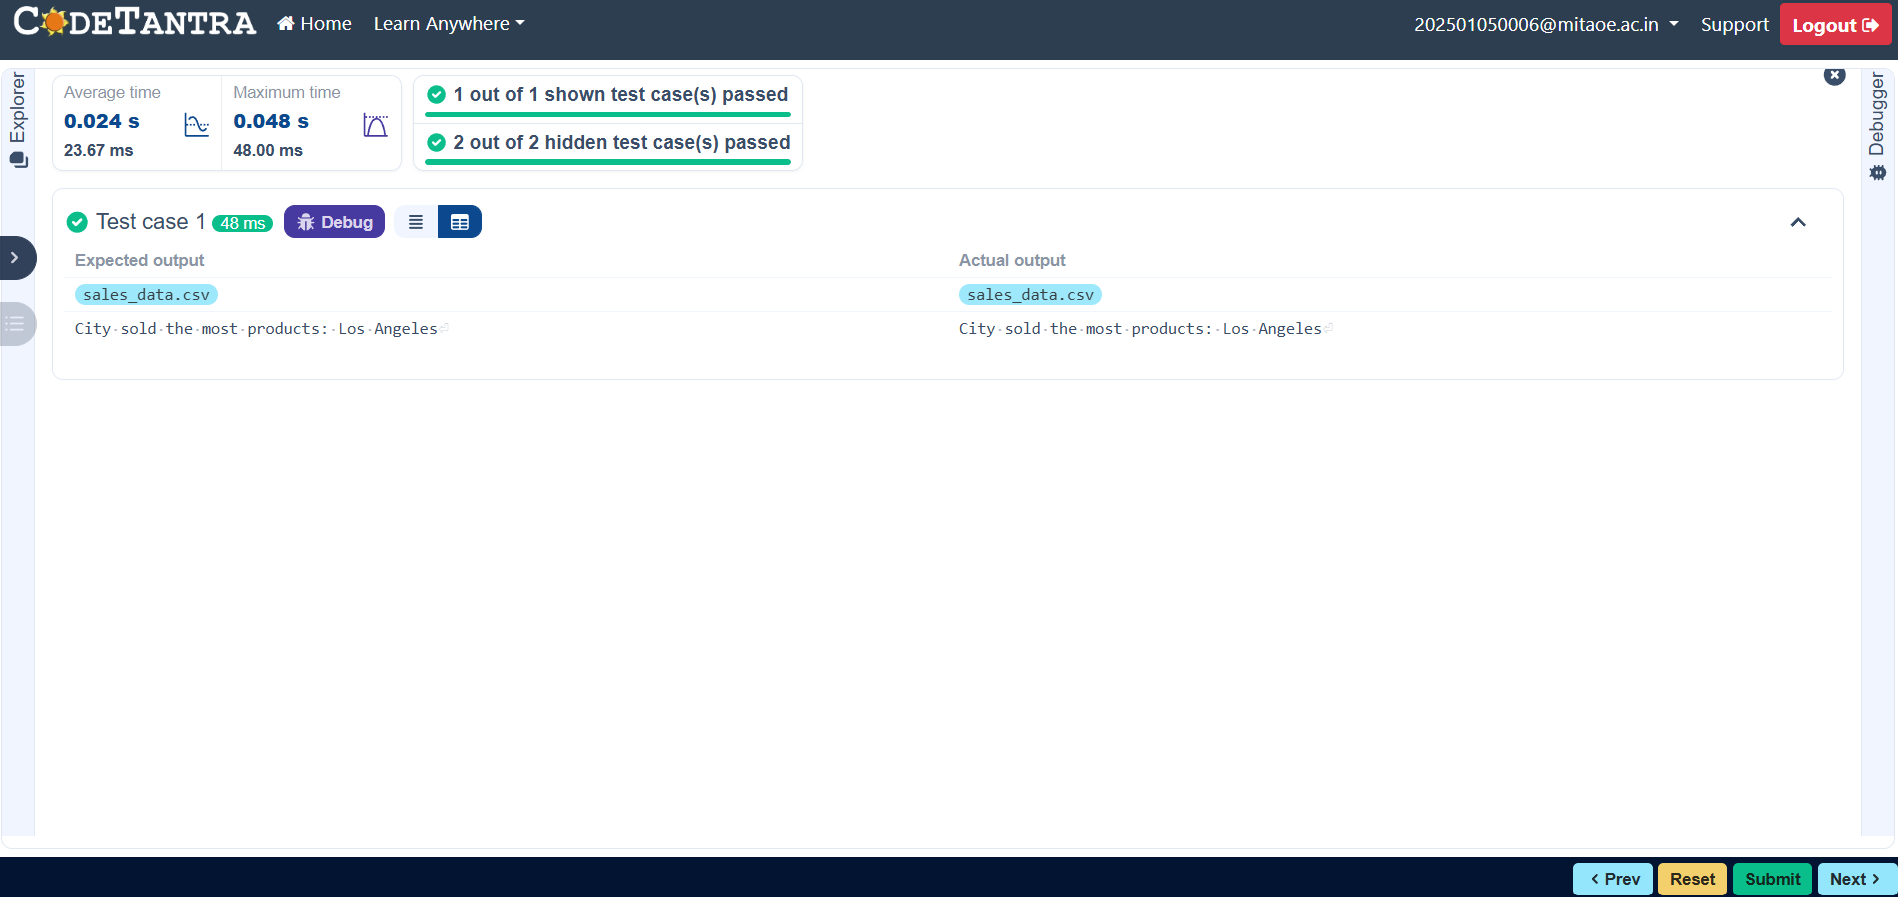 CODETANTRA Home Learn Anywhere 202501050006@mitaoe.ac.in Support Logout
Explorer
Average time
0.024 s
23.67 ms
Maximum time
0.048 s
48.00 ms
1 out of 1 shown test case(s) passed
2 out of 2 hidden test case(s) passed
Debugger
Test case 1 48 ms Debug
Expected output Actual output
sales_data.csv sales_data.csv
City·sold·the·most·products:·Los·Angeles⏎ City·sold·the·most·products:·Los·Angeles⏎
‹ Prev Reset Submit Next ›